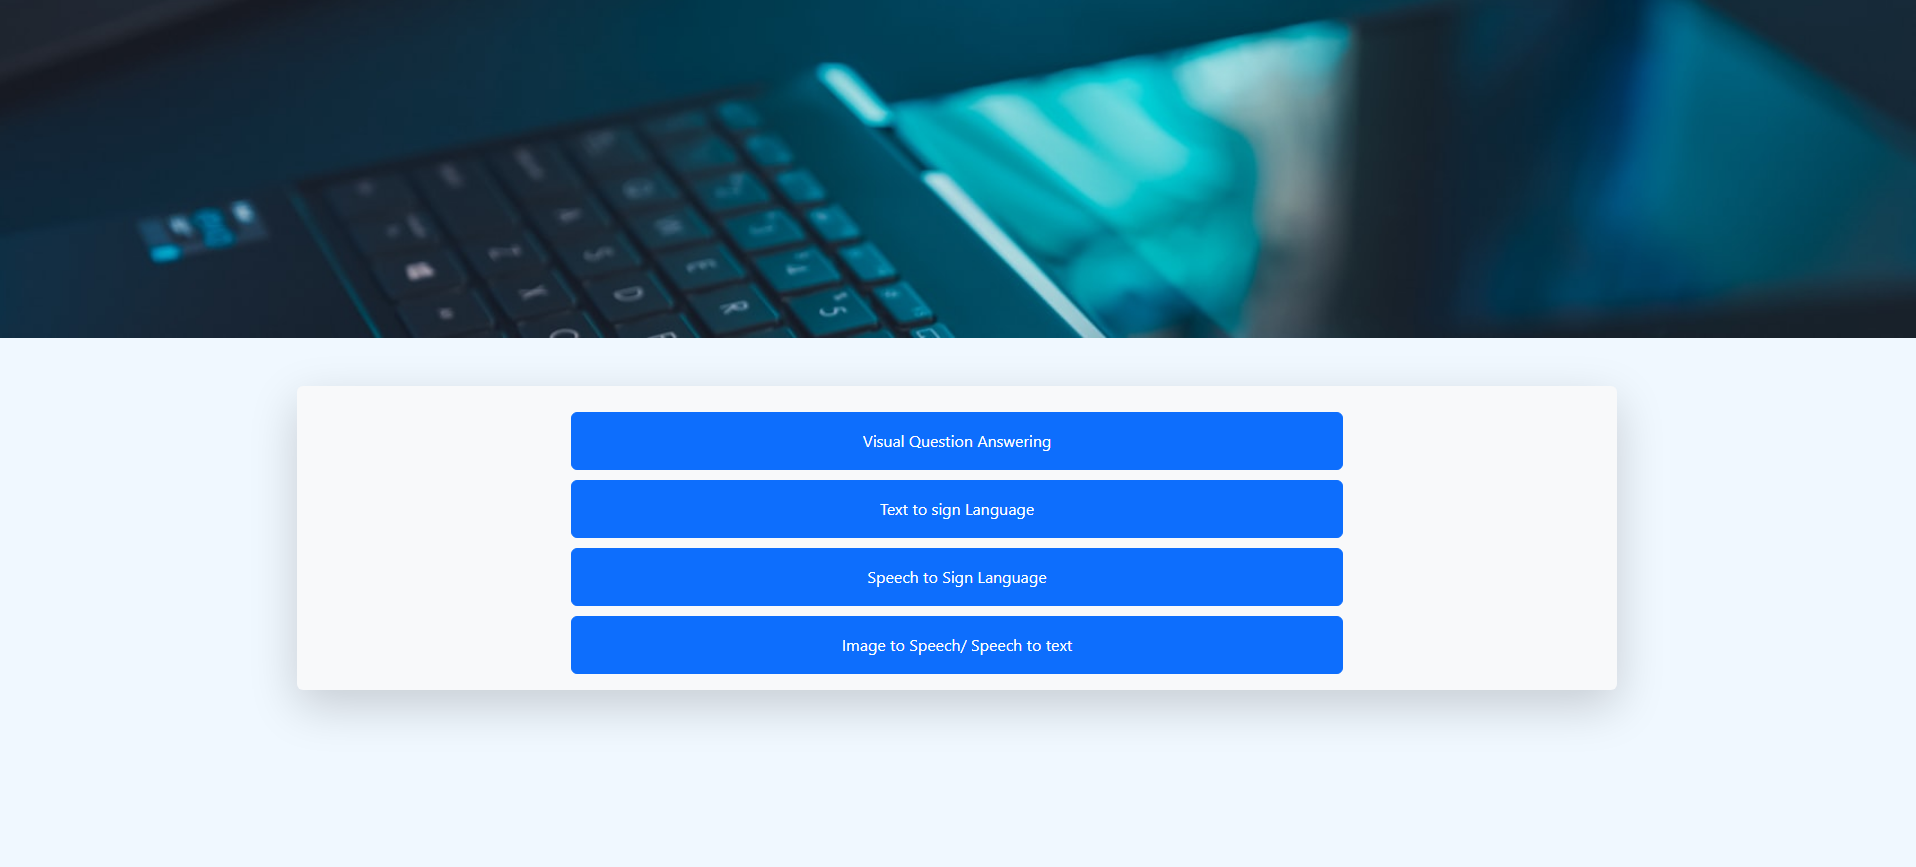 Visual Question Answering
Text to sign Language
Speech to Sign Language
Image to Speech/ Speech to text